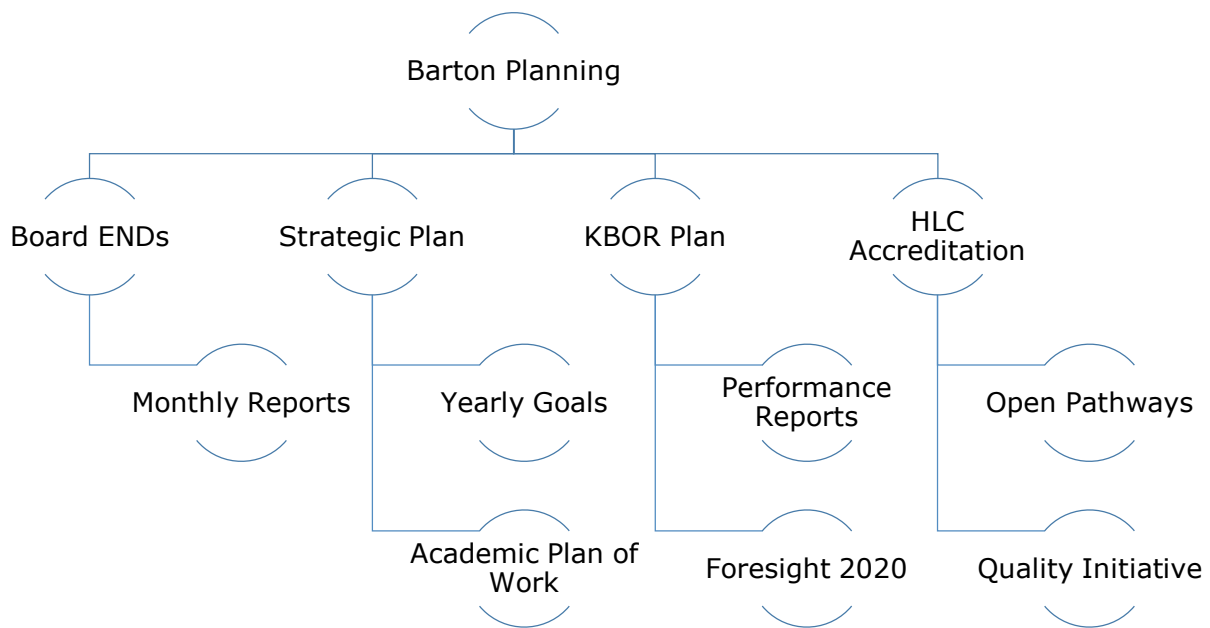 Barton Planning
Board ENDs
Strategic Plan
KBOR Plan
HLC
Accreditation
Monthly Reports
Yearly Goals
Performance
Reports
Open Pathways
Academic Plan of
Work
Foresight 2020
Quality Initiative